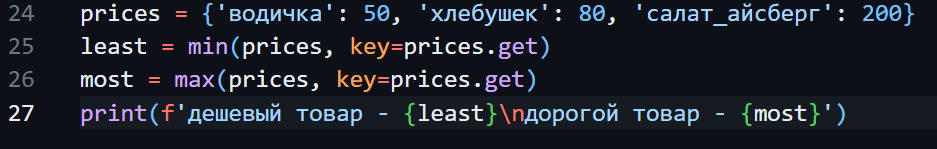 24 prices = {'водичка': 50, 'хлебушек': 80, 'салат_айсберг': 200}
25 least = min(prices, key=prices.get)
26 most = max(prices, key=prices.get)
27 print(f'дешевый товар - {least}\nдорогой товар - {most}')